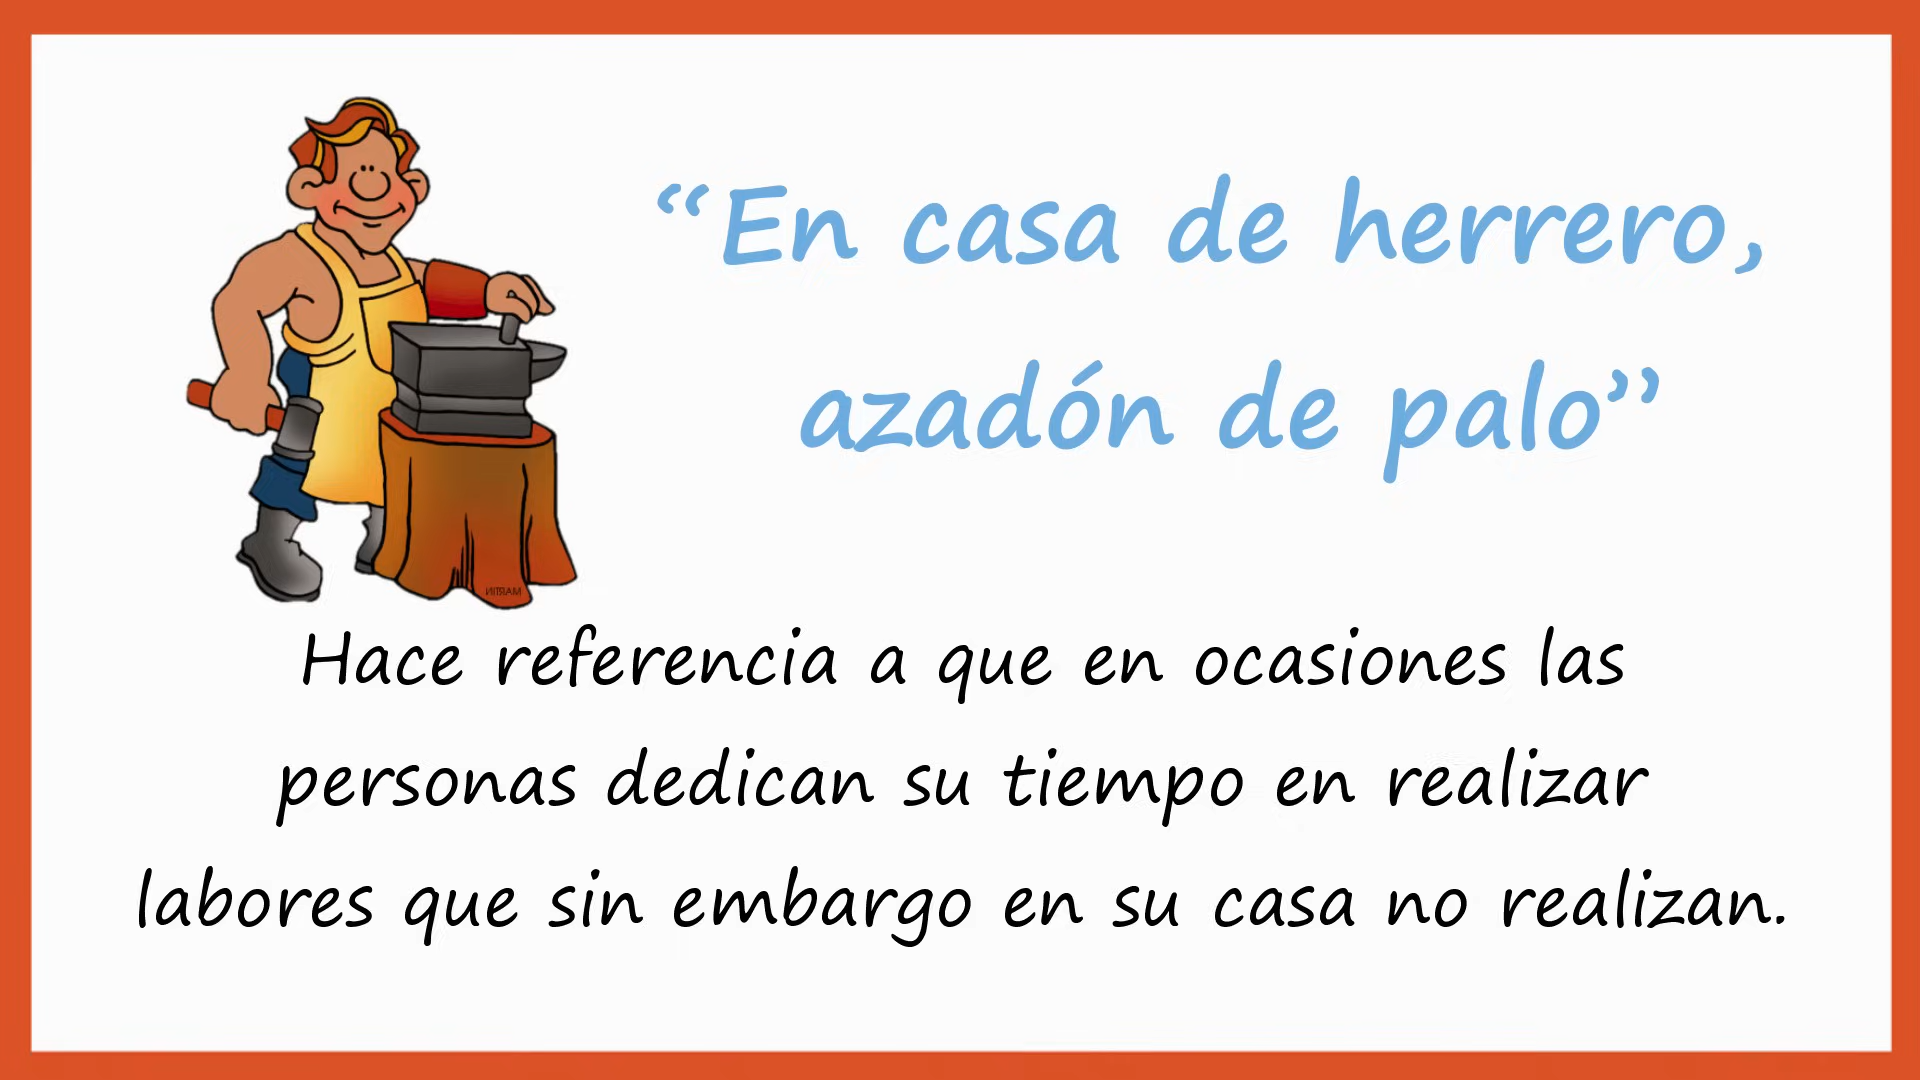 “En casa de herrero,
azadón de palo”
MARTIN
Hace referencia a que en ocasiones las
personas dedican su tiempo en realizar
labores que sin embargo en su casa no realizan.